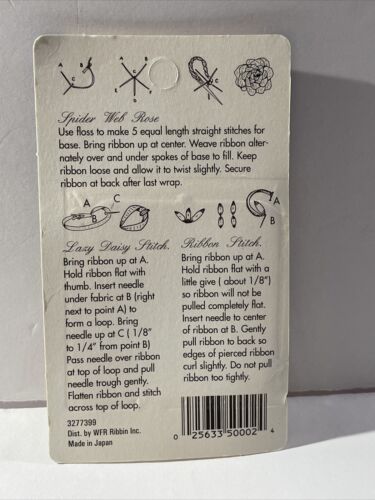 A B
A B
C
D
E
Spider Web Rose
Use floss to make 5 equal length straight stitches for
base. Bring ribbon up at center. Weave ribbon alter-
nately over and under spokes of base to fill. Keep
ribbon loose and allow it to twist slightly. Secure
ribbon at back after last wrap.
A
C
B
A
B
Lazy Daisy Stitch.
Bring ribbon up at A.
Hold ribbon flat with
thumb. Insert needle
under fabric at B (right
next to point A) to
form a loop. Bring
needle up at C ( 1/8"
to 1/4" from point B)
Pass needle over ribbon
at top of loop and pull
needle trough gently.
Flatten ribbon and stitch
across top of loop.
Ribbon Stitch.
Bring ribbon up at A.
Hold ribbon flat with a
little give ( about 1/8")
so ribbon will not be
pulled completely flat.
Insert needle to center
of ribbon at B. Gently
pull ribbon to back so
edges of pierced ribbon
curl slightly. Do not pull
ribbon too tightly.
3277399
Dist. by WFR Ribbin Inc.
Made in Japan
0 25633 50002 4